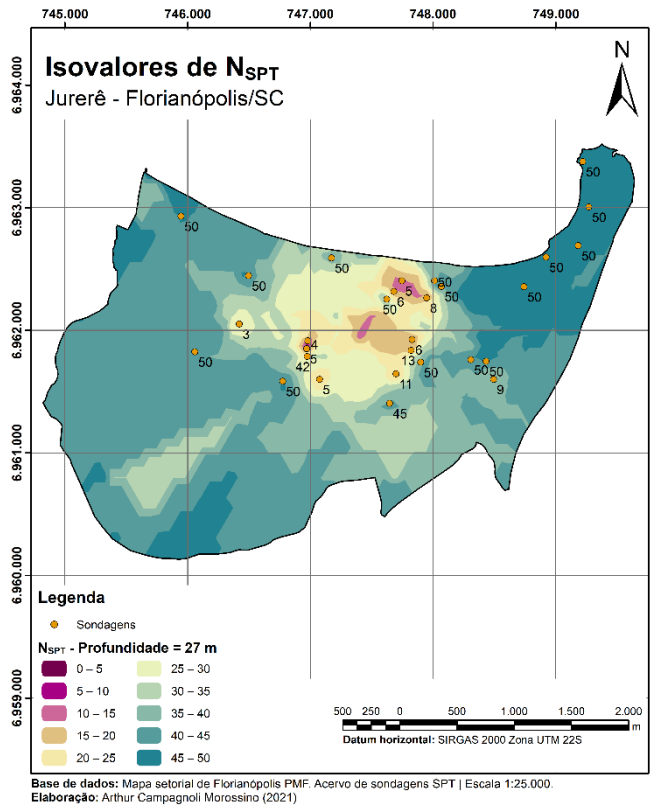 745.000 746.000 747.000 748.000 749.000
Isovalores de NSPT
Jurerê - Florianópolis/SC
N
6.964.000
6.963.000
6.962.000
6.961.000
6.960.000
6.959.000
50
50
50
50
50
50
50
50
5
50
50
6
50
8
3
4
5
42
50
50
5
6
13
50
11
45
50
50
9
Legenda
Sondagens
NSPT - Profundidade = 27 m
0 – 5 25 – 30
5 – 10 30 – 35
10 – 15 35 – 40
15 – 20 40 – 45
20 – 25 45 – 50
500 250 0 500 1.000 1.500 2.000
m
Datum horizontal: SIRGAS 2000 Zona UTM 22S
Base de dados: Mapa setorial de Florianópolis PMF. Acervo de sondagens SPT | Escala 1:25.000.
Elaboração: Arthur Campagnoli Morossino (2021)